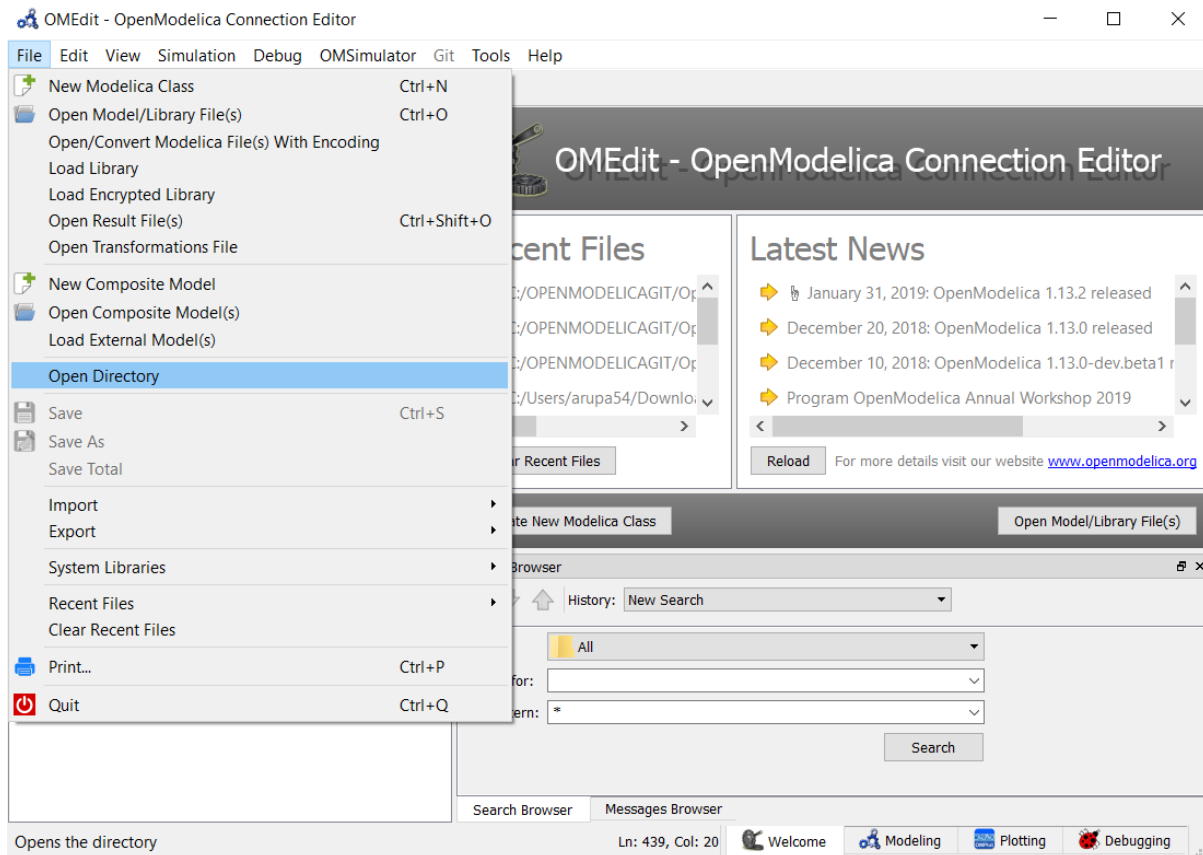 OMEdit - OpenModelica Connection Editor
File Edit View Simulation Debug OMSimulator Git Tools Help
New Modelica Class Ctrl+N
Open Model/Library File(s) Ctrl+O
Open/Convert Modelica File(s) With Encoding
Load Library
Load Encrypted Library
Open Result File(s) Ctrl+Shift+O
Open Transformations File
New Composite Model
Open Composite Model(s)
Load External Model(s)
Open Directory
Save Ctrl+S
Save As
Save Total
Import
Export
System Libraries
Recent Files
Clear Recent Files
Print... Ctrl+P
Quit Ctrl+Q
OMEdit - OpenModelica Connection Editor
cent Files
:/OPENMODELICAGIT/Op
:/OPENMODELICAGIT/Op
:/OPENMODELICAGIT/Op
:/Users/arupa54/Downlo
r Recent Files
Latest News
January 31, 2019: OpenModelica 1.13.2 released
December 20, 2018: OpenModelica 1.13.0 released
December 10, 2018: OpenModelica 1.13.0-dev.beta1 r
Program OpenModelica Annual Workshop 2019
Reload For more details visit our website www.openmodelica.org
ate New Modelica Class
Open Model/Library File(s)
Browser
History: New Search
All
for:
ern: *
Search
Search Browser Messages Browser
Opens the directory
Ln: 439, Col: 20 Welcome Modeling Plotting Debugging